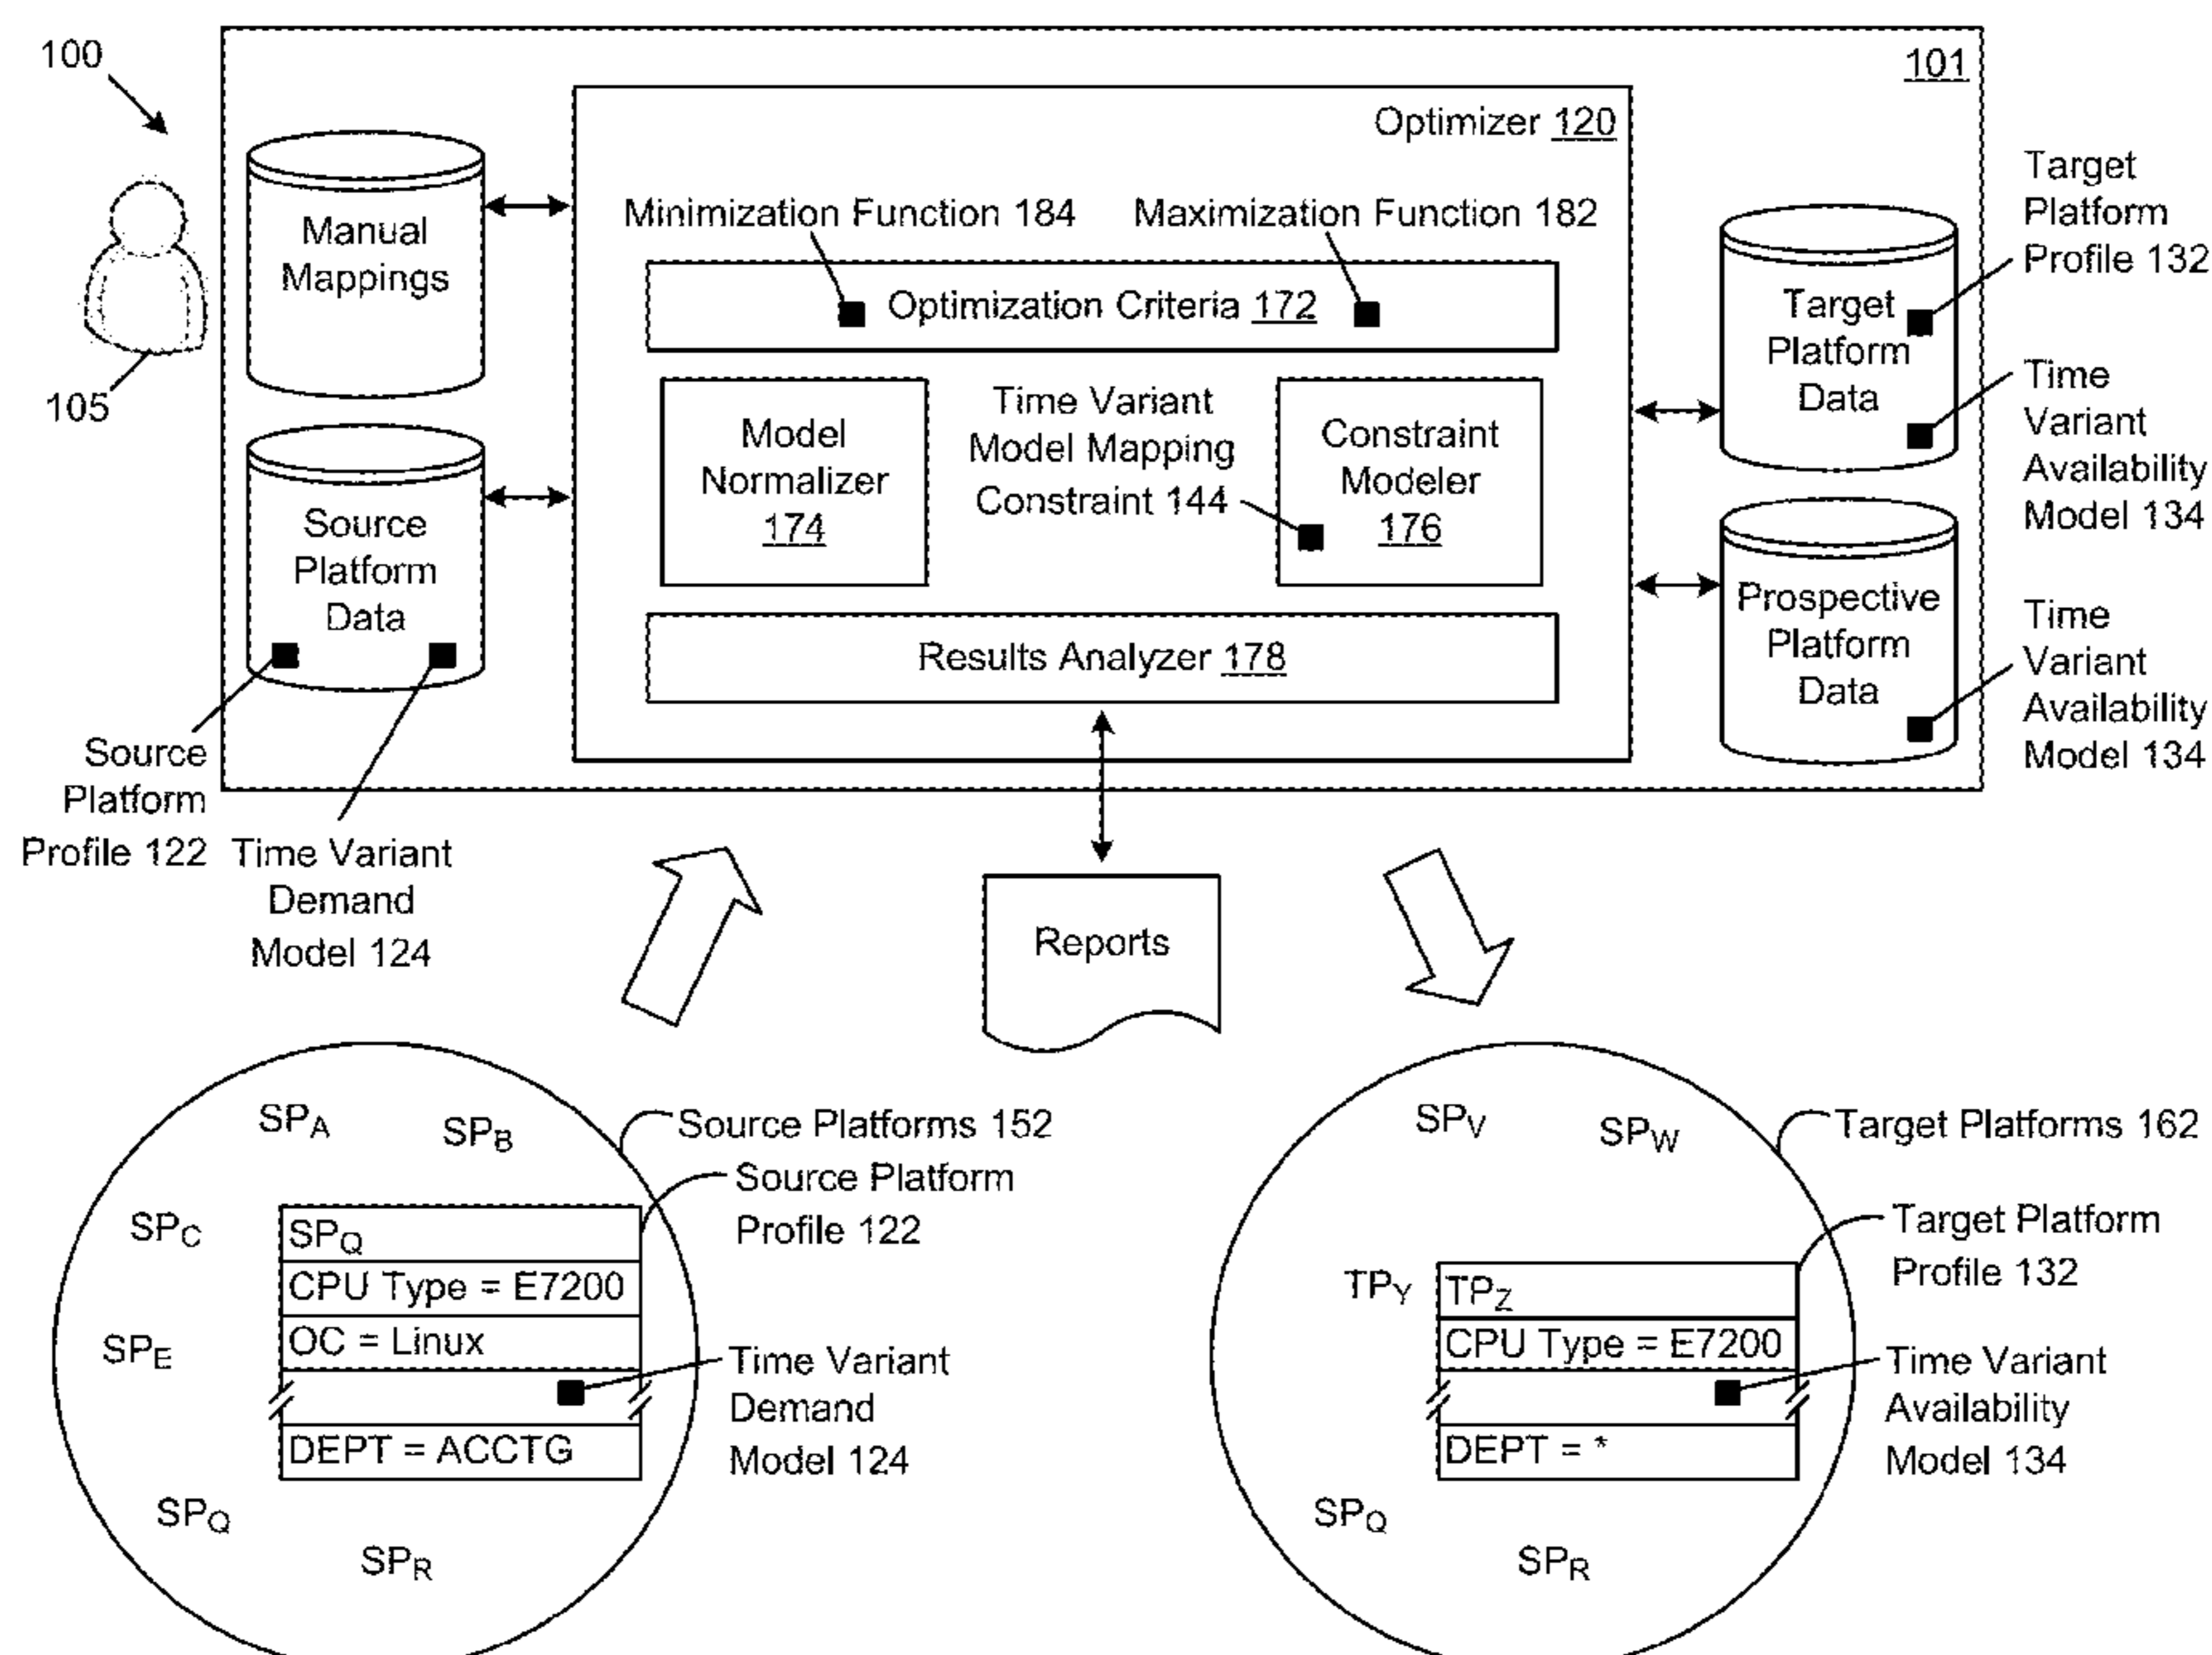 100
101
Optimizer 120
Manual
Mappings
Minimization Function 184
Maximization Function 182
Optimization Criteria 172
Target
Platform
Profile 132
Target
Platform
Data
105
Model
Normalizer
174
Time Variant
Model Mapping
Constraint 144
Constraint
Modeler
176
Time
Variant
Availability
Model 134
Source
Platform
Data
Prospective
Platform
Data
Time
Variant
Availability
Model 134
Results Analyzer 178
Source
Platform
Profile 122
Time Variant
Demand
Model 124
Reports
SPA
SPB
Source Platforms 152
Source Platform
Profile 122
SPC
SPQ
CPU Type = E7200
OC = Linux
DEPT = ACCTG
SPE
Time Variant
Demand
Model 124
SPQ
SPR
SPV
SPW
Target Platforms 162
Target Platform
Profile 132
TPY
TPZ
CPU Type = E7200
DEPT = *
Time Variant
Availability
Model 134
SPQ
SPR